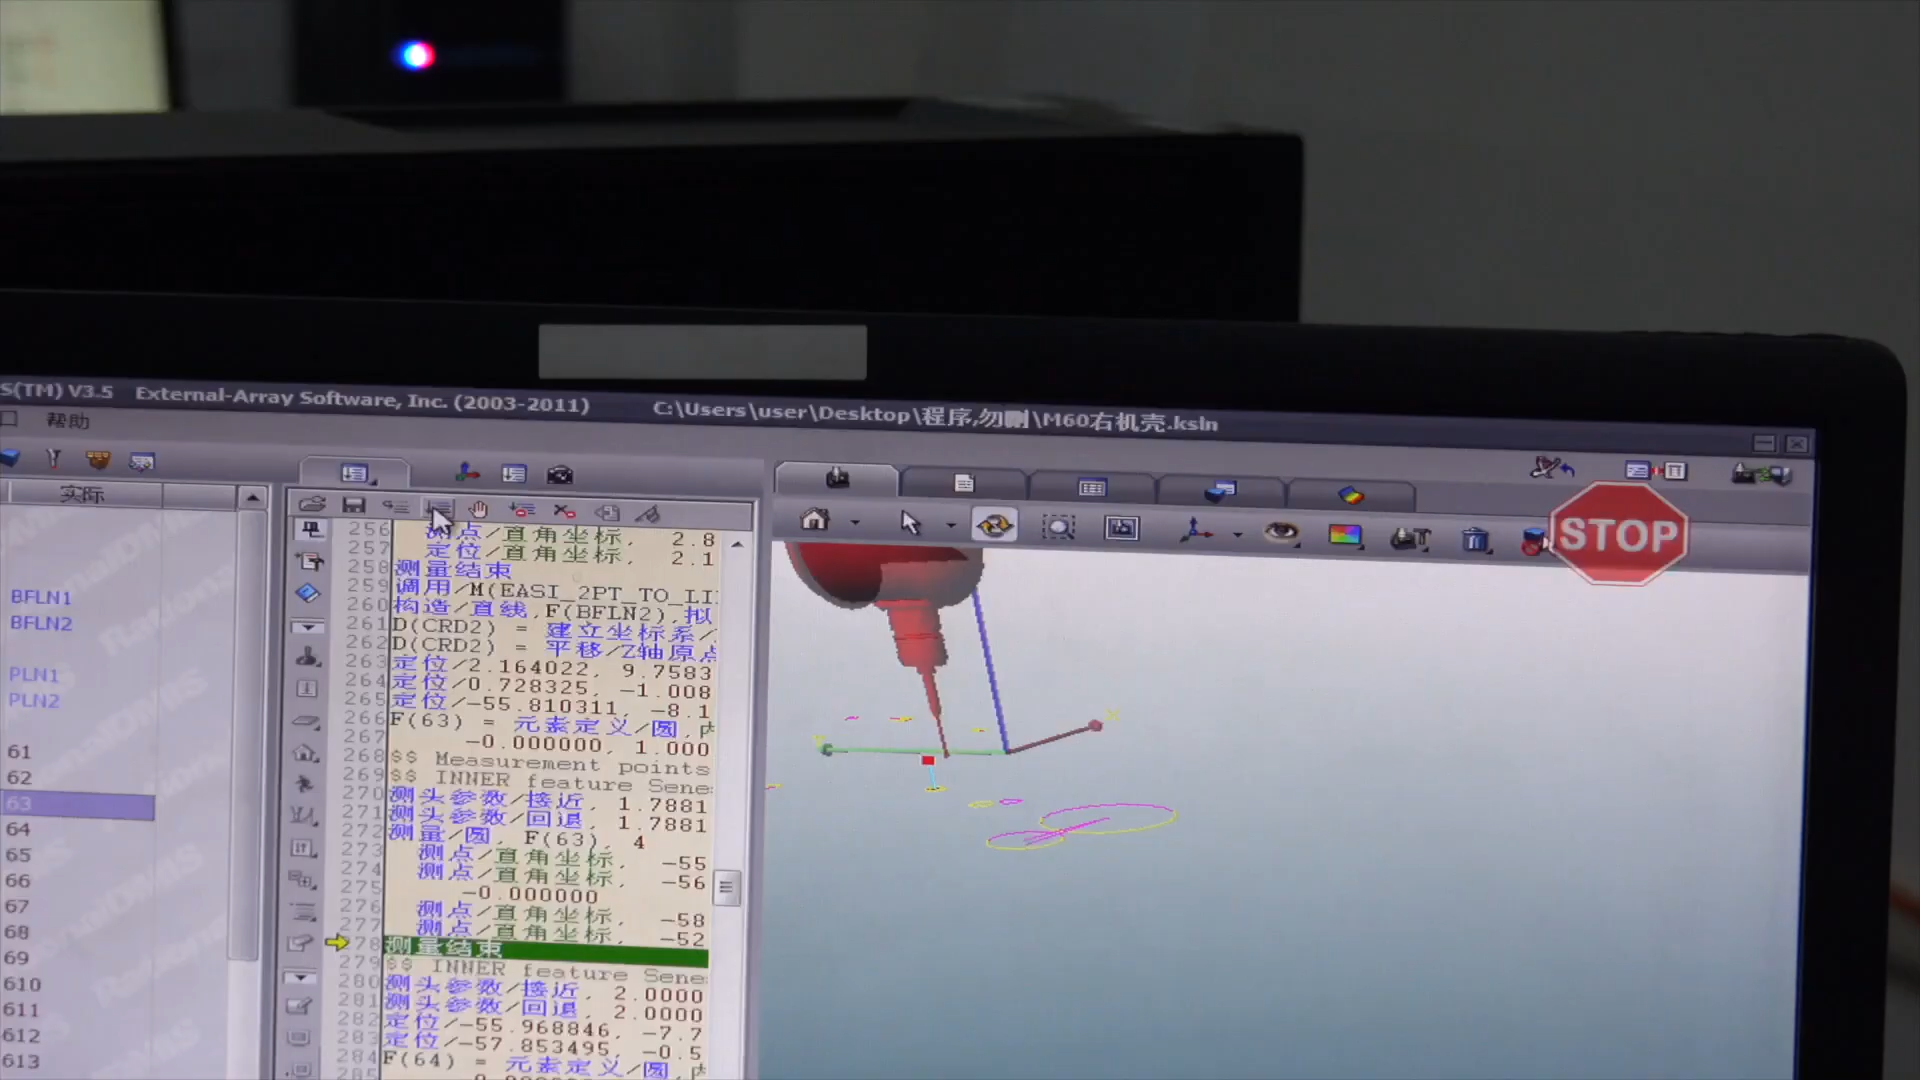 S(TM) V3.5 External-Array Software, Inc. (2003-2011) C:\Users\user\Desktop\程序,勿删\M60右机壳.ksln
口 帮助
实际
BFLN1
BFLN2
PLN1
PLN2
61
62
63
64
65
66
67
68
69
610
611
612
613
256 测点/直角坐标, 2.8
257 定位/直角坐标, 2.1
258 测量结束
259 调用/M(EASI_2PT_TO_LI
260 构造/直线,F(BFLN2),拟
261 D(CRD2) = 建立坐标系/
262 D(CRD2) = 平移/Z轴原点
263 定位/2.164022, 9.7583
264 定位/0.728325, -1.008
265 定位/-55.810311, -8.1
266 F(63) = 元素定义/圆,内
267 -0.000000, 1.000
268 $$ Measurement points
269 $$ INNER feature Sene
270 测头参数/接近, 1.7881
271 测头参数/回退, 1.7881
272 测量/圆, F(63), 4
273 测点/直角坐标, -55
274 测点/直角坐标, -56
275 -0.000000
276 测点/直角坐标, -58
277 测点/直角坐标, -52
278 测量结束
279 $$ INNER feature Sene
280 测头参数/接近, 2.0000
281 测头参数/回退, 2.0000
282 定位/-55.968846, -7.7
283 定位/-57.853495, -0.5
284 F(64) = 元素定义/圆,内
285
STOP